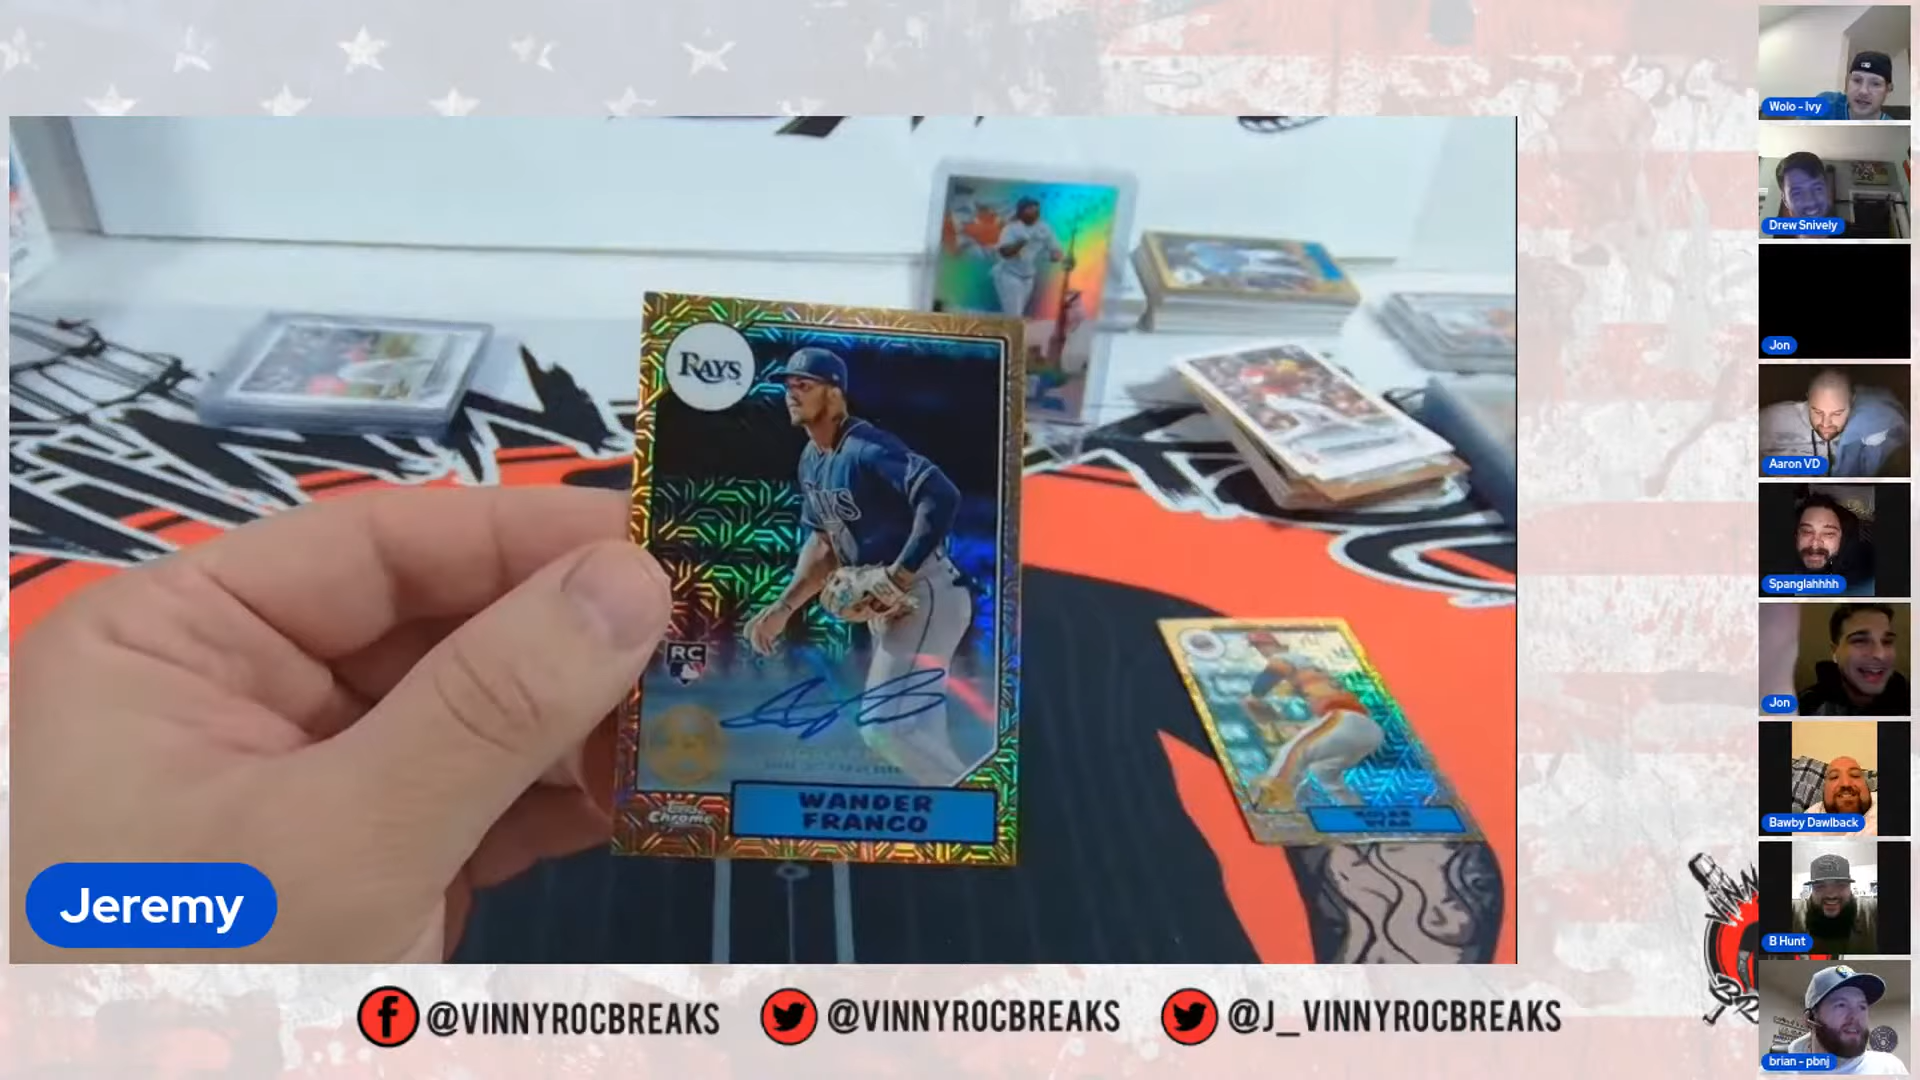 Wolo - Ivy
Drew Snively
Jon
Aaron VD
Spanglahhhh
Jon
Bawby Dawlback
B Hunt
brian - pbnj
RAYS
RAYS
RC
Topps
Chrome
WANDER
FRANCO
Jeremy
@VINNYROCBREAKS
@VINNYROCBREAKS
@J_VINNYROCBREAKS